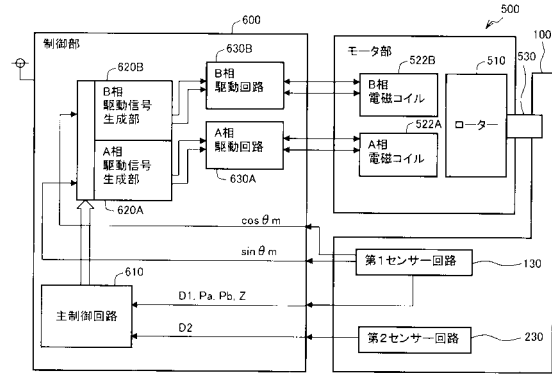 500
600
100
制御部
モータ部
620B
630B
522B
510
530
B相
駆動信号
生成部
B相
駆動回路
B相
電磁コイル
ローター
522A
A相
駆動信号
生成部
A相
駆動回路
A相
電磁コイル
620A
630A
cosθm
sinθm
610
第1センサー回路
130
主制御回路
D1, Pa, Pb, Z
D2
第2センサー回路
230